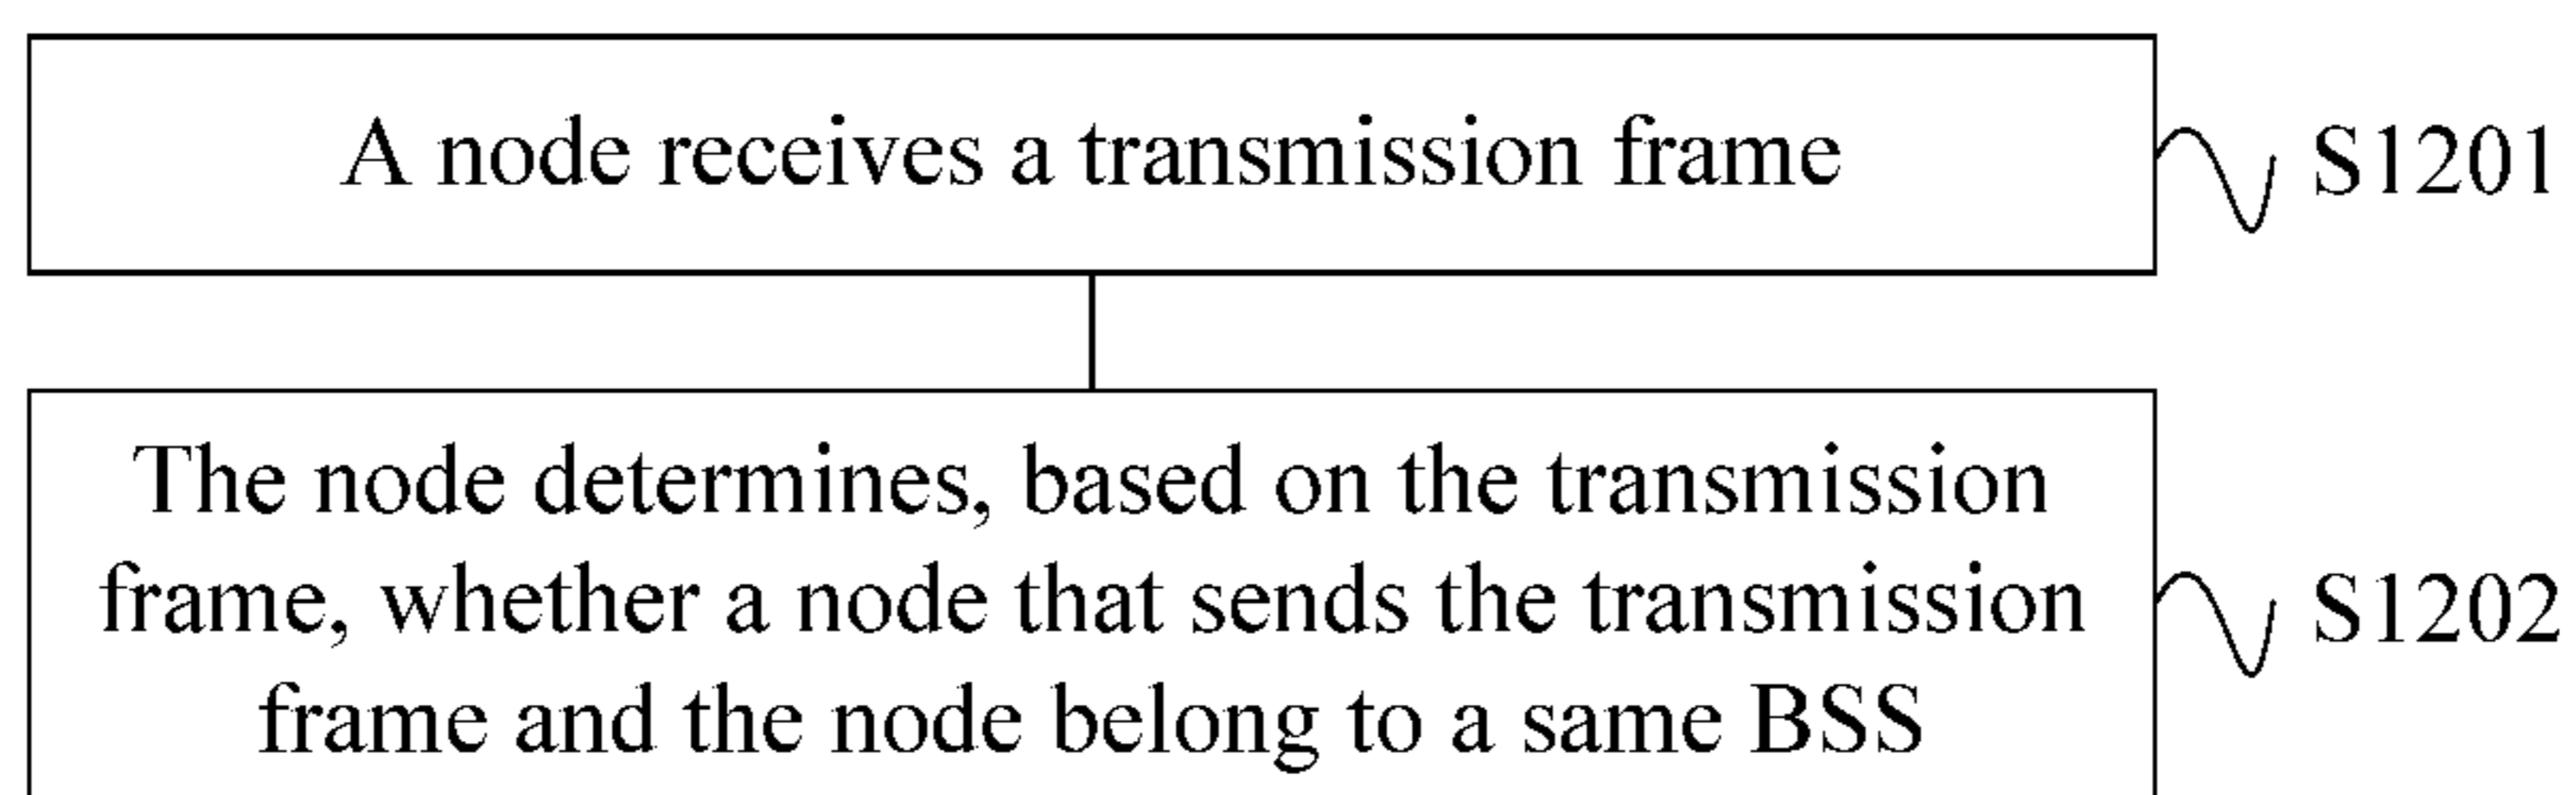 A node receives a transmission frame
S1201
The node determines, based on the transmission
frame, whether a node that sends the transmission
frame and the node belong to a same BSS
S1202